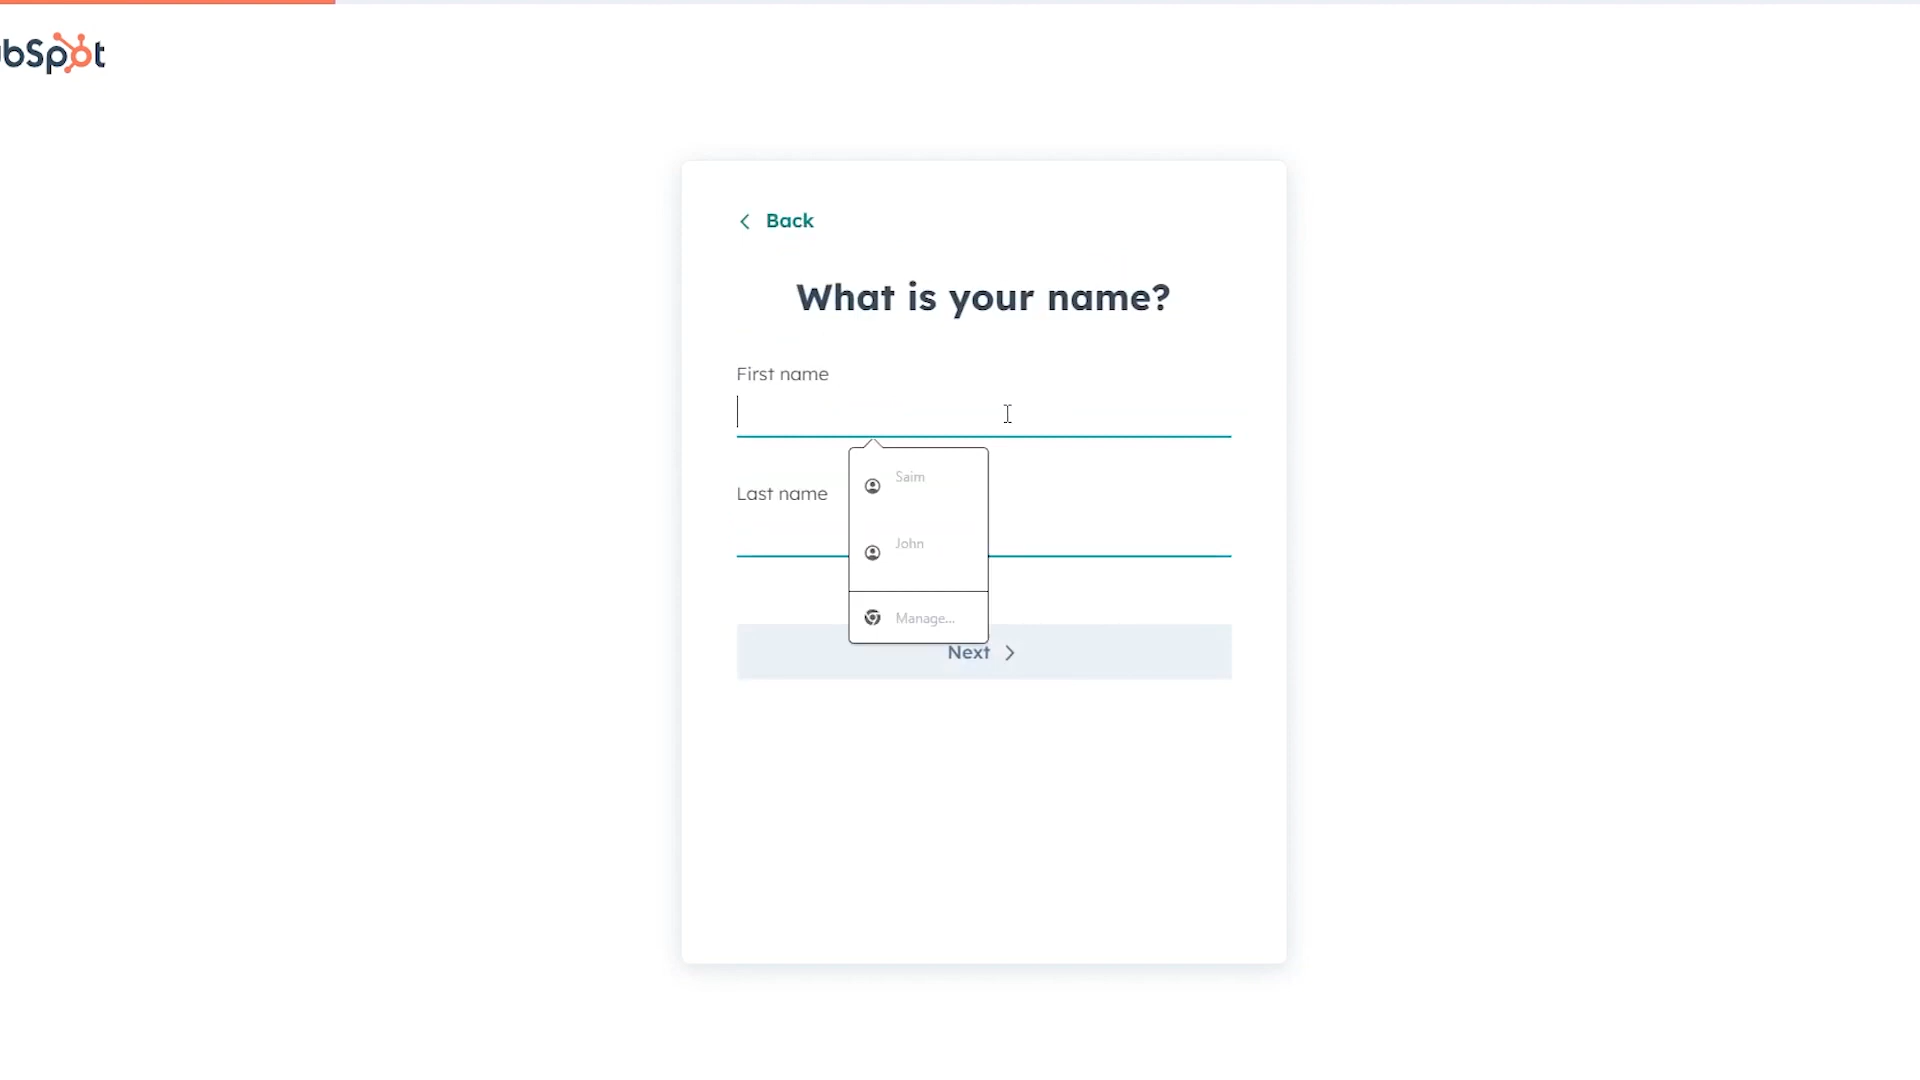 bSpot
Back
What is your name?
First name
Saim
Last name
John
Manage...
Next